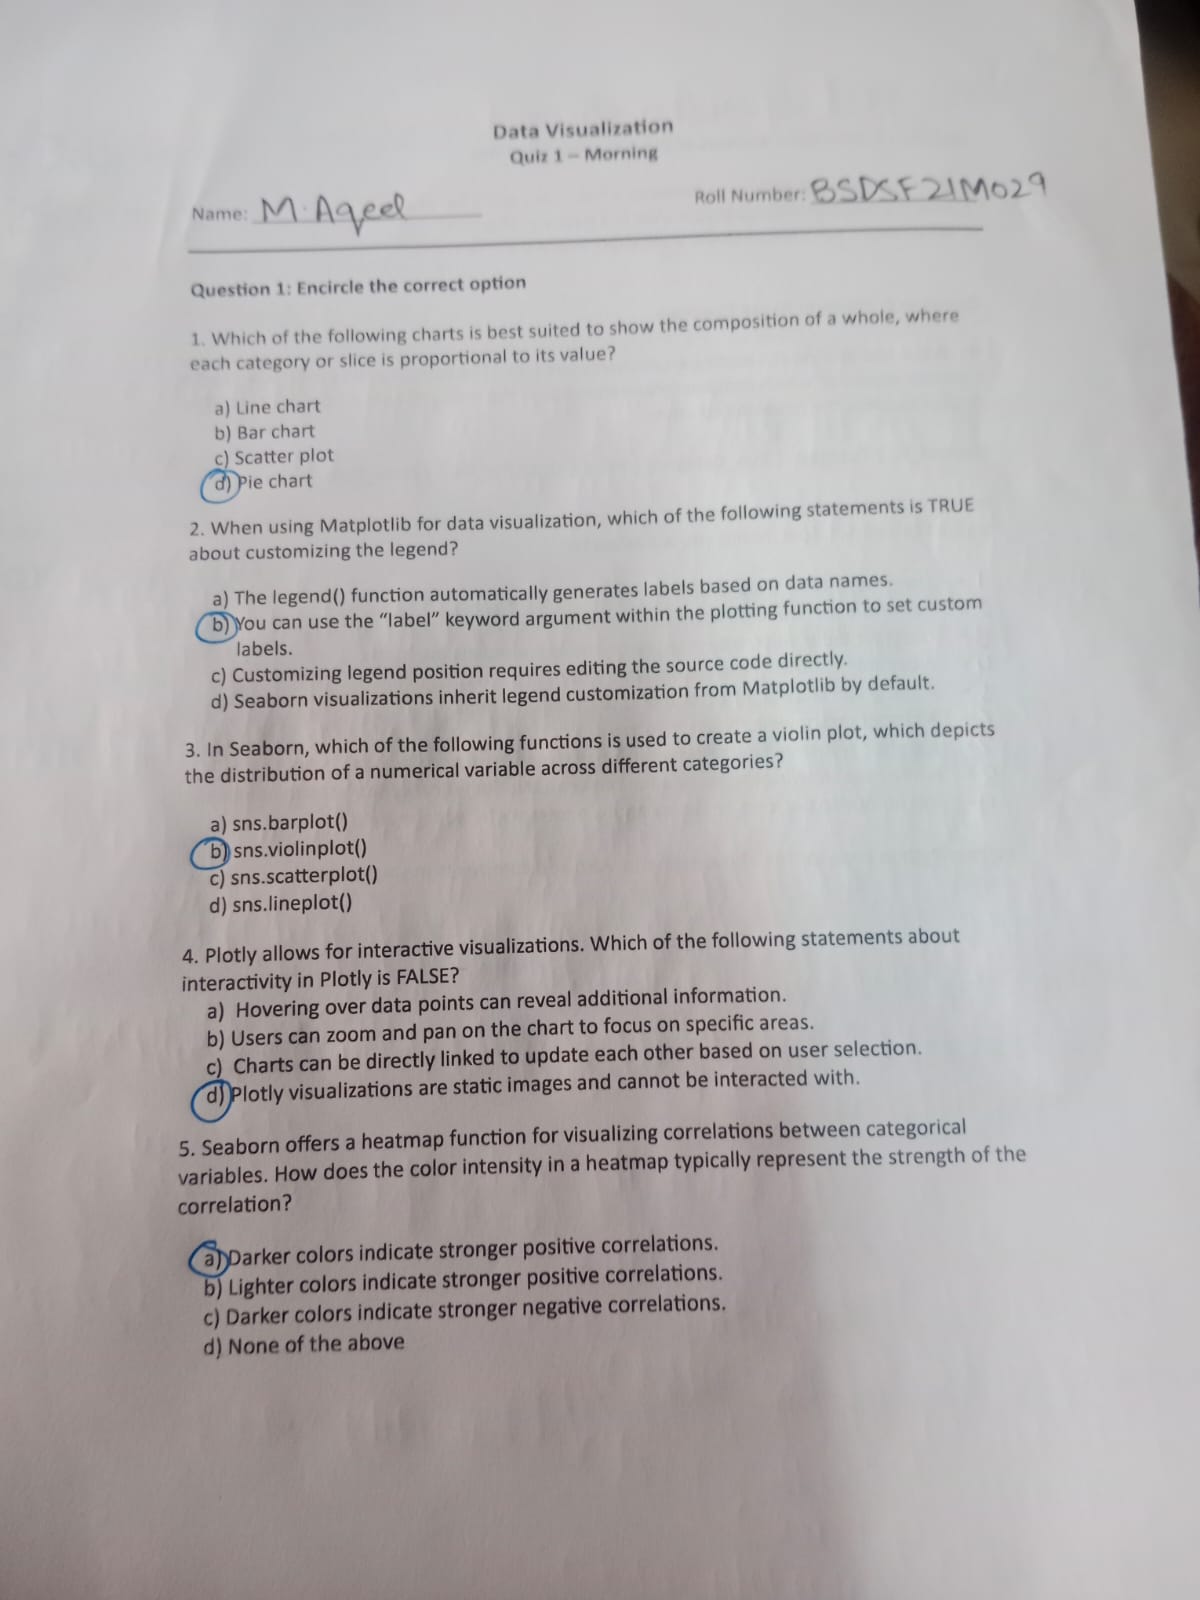 Data Visualization
Quiz 1 – Morning
Name: M. Aqeel
Roll Number: BSDSF21M029
Question 1: Encircle the correct option
1. Which of the following charts is best suited to show the composition of a whole, where
each category or slice is proportional to its value?
a) Line chart
b) Bar chart
c) Scatter plot
d) Pie chart
2. When using Matplotlib for data visualization, which of the following statements is TRUE
about customizing the legend?
a) The legend() function automatically generates labels based on data names.
b) You can use the “label” keyword argument within the plotting function to set custom
labels.
c) Customizing legend position requires editing the source code directly.
d) Seaborn visualizations inherit legend customization from Matplotlib by default.
3. In Seaborn, which of the following functions is used to create a violin plot, which depicts
the distribution of a numerical variable across different categories?
a) sns.barplot()
b) sns.violinplot()
c) sns.scatterplot()
d) sns.lineplot()
4. Plotly allows for interactive visualizations. Which of the following statements about
interactivity in Plotly is FALSE?
a) Hovering over data points can reveal additional information.
b) Users can zoom and pan on the chart to focus on specific areas.
c) Charts can be directly linked to update each other based on user selection.
d) Plotly visualizations are static images and cannot be interacted with.
5. Seaborn offers a heatmap function for visualizing correlations between categorical
variables. How does the color intensity in a heatmap typically represent the strength of the
correlation?
a) Darker colors indicate stronger positive correlations.
b) Lighter colors indicate stronger positive correlations.
c) Darker colors indicate stronger negative correlations.
d) None of the above